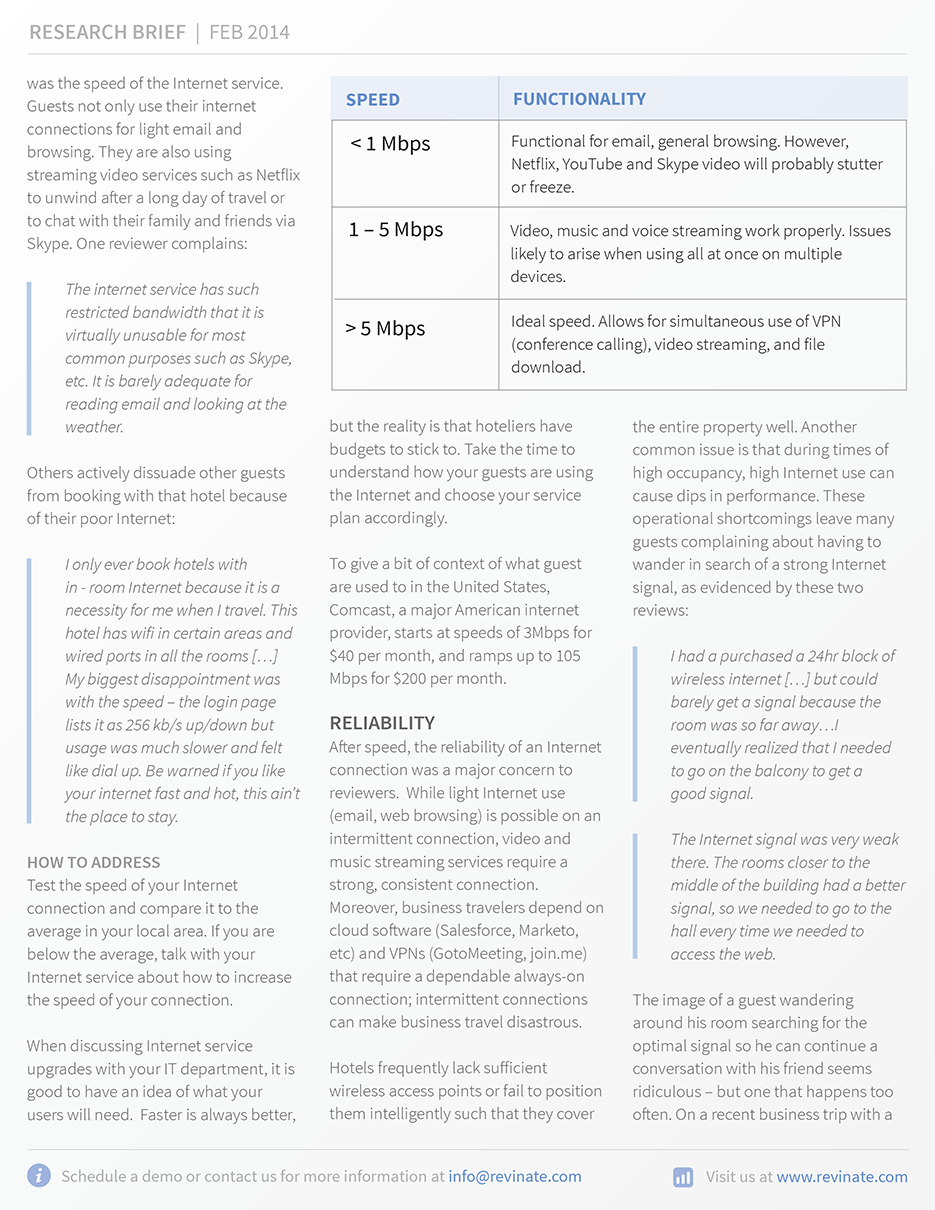 RESEARCH BRIEF | FEB 2014
was the speed of the Internet service.
Guests not only use their internet
connections for light email and
browsing. They are also using
streaming video services such as Netflix
to unwind after a long day of travel or
to chat with their family and friends via
Skype. One reviewer complains:
The internet service has such
restricted bandwidth that it is
virtually unusable for most
common purposes such as Skype,
etc. It is barely adequate for
reading email and looking at the
weather.
Others actively dissuade other guests
from booking with that hotel because
of their poor Internet:
I only ever book hotels with
in - room Internet because it is a
necessity for me when I travel. This
hotel has wifi in certain areas and
wired ports in all the rooms […]
My biggest disappointment was
with the speed – the login page
lists it as 256 kb/s up/down but
usage was much slower and felt
like dial up. Be warned if you like
your internet fast and hot, this ain't
the place to stay.
HOW TO ADDRESS
Test the speed of your Internet
connection and compare it to the
average in your local area. If you are
below the average, talk with your
Internet service about how to increase
the speed of your connection.
When discussing Internet service
upgrades with your IT department, it is
good to have an idea of what your
users will need.  Faster is always better,
SPEED
FUNCTIONALITY
< 1 Mbps
Functional for email, general browsing. However,
Netflix, YouTube and Skype video will probably stutter
or freeze.
1 – 5 Mbps
Video, music and voice streaming work properly. Issues
likely to arise when using all at once on multiple
devices.
> 5 Mbps
Ideal speed. Allows for simultaneous use of VPN
(conference calling), video streaming, and file
download.
but the reality is that hoteliers have
budgets to stick to. Take the time to
understand how your guests are using
the Internet and choose your service
plan accordingly.
To give a bit of context of what guest
are used to in the United States,
Comcast, a major American internet
provider, starts at speeds of 3Mbps for
$40 per month, and ramps up to 105
Mbps for $200 per month.
RELIABILITY
After speed, the reliability of an Internet
connection was a major concern to
reviewers.  While light Internet use
(email, web browsing) is possible on an
intermittent connection, video and
music streaming services require a
strong, consistent connection.
Moreover, business travelers depend on
cloud software (Salesforce, Marketo,
etc) and VPNs (GotoMeeting, join.me)
that require a dependable always-on
connection; intermittent connections
can make business travel disastrous.
Hotels frequently lack sufficient
wireless access points or fail to position
them intelligently such that they cover
the entire property well. Another
common issue is that during times of
high occupancy, high Internet use can
cause dips in performance. These
operational shortcomings leave many
guests complaining about having to
wander in search of a strong Internet
signal, as evidenced by these two
reviews:
I had a purchased a 24hr block of
wireless internet […] but could
barely get a signal because the
room was so far away…I
eventually realized that I needed
to go on the balcony to get a
good signal.
The Internet signal was very weak
there. The rooms closer to the
middle of the building had a better
signal, so we needed to go to the
hall every time we needed to
access the web.
The image of a guest wandering
around his room searching for the
optimal signal so he can continue a
conversation with his friend seems
ridiculous – but one that happens too
often. On a recent business trip with a
Schedule a demo or contact us for more information at info@revinate.com
Visit us at www.revinate.com